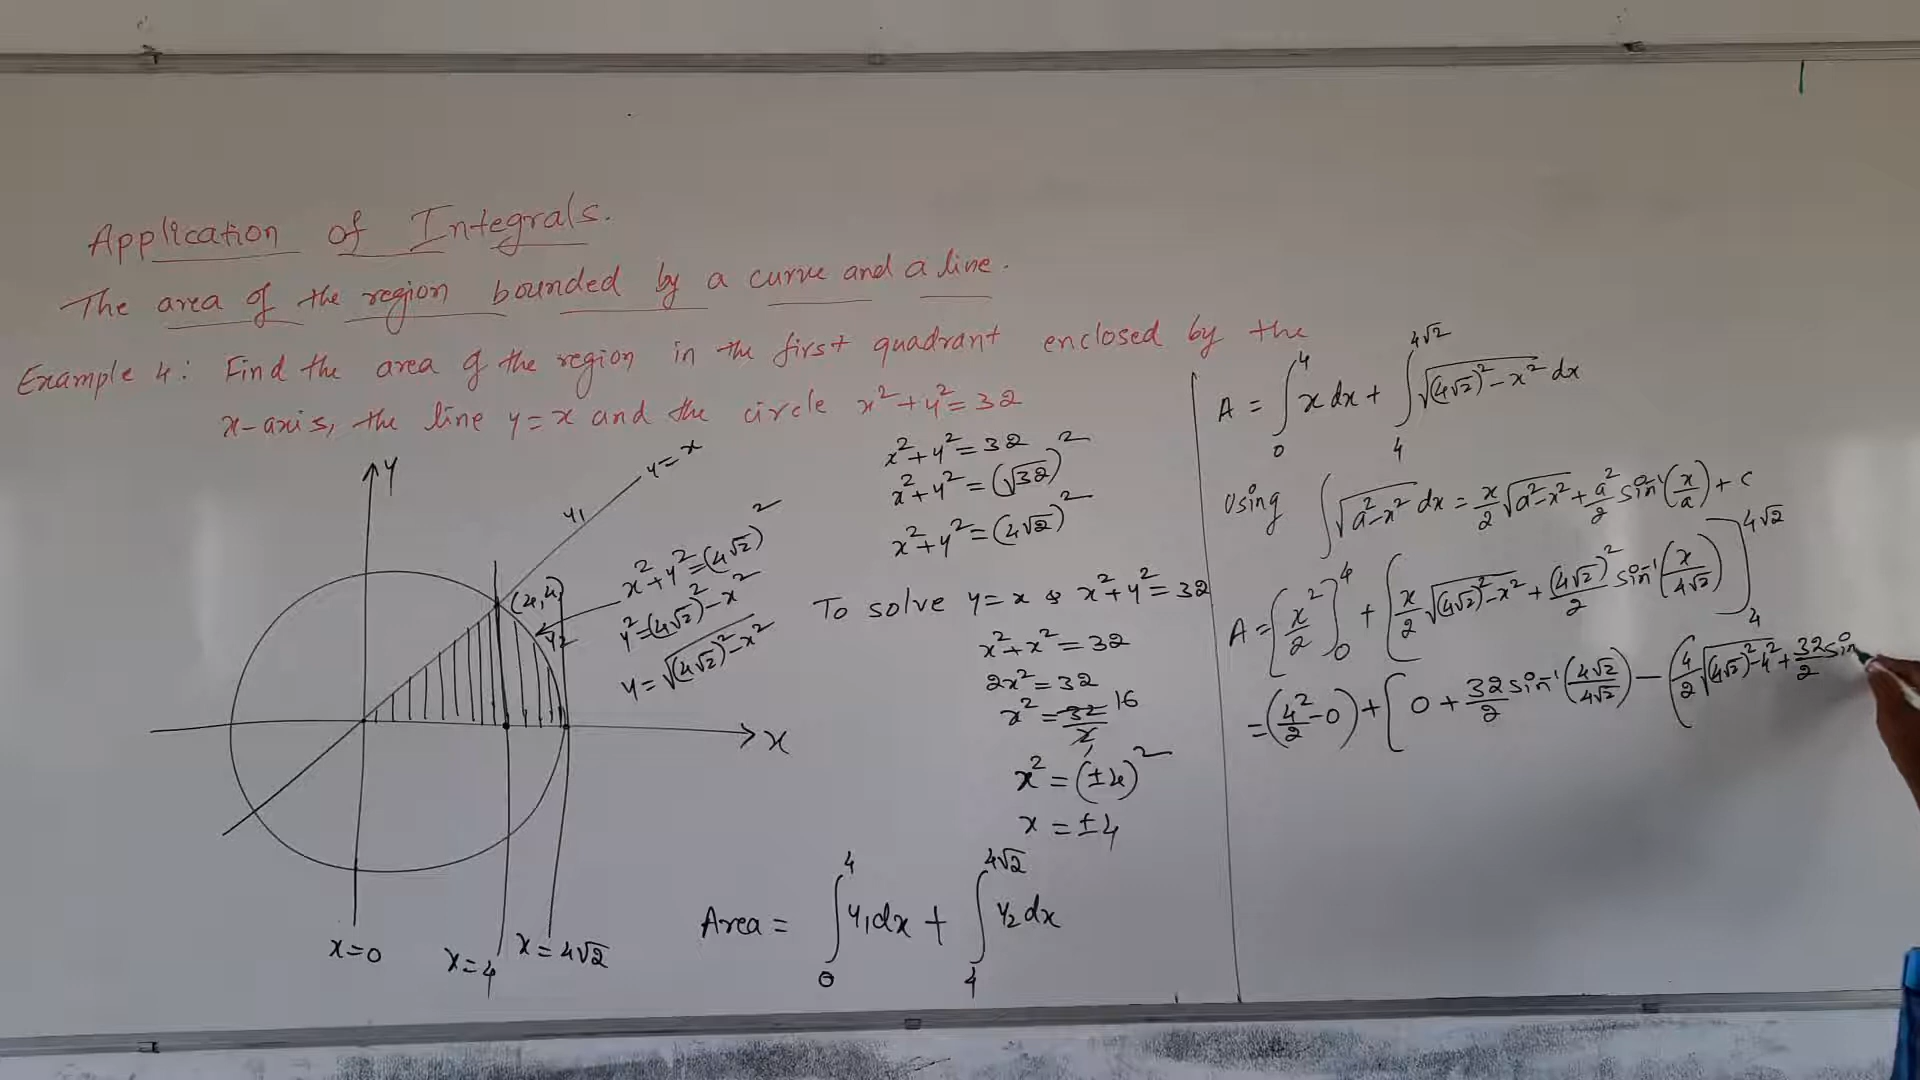 Application of Integrals.
The area of the region bounded by a curve and a line.
Example 4: Find the area of the region in the first quadrant enclosed by the
x-axis, the line y=x and the circle x²+y²=32
Y
y=x
y₁
(4,4)
y₂
X
x=0
x=4
x=4√2
x²+y²=(4√2)²
y²=(4√2)²-x²
y=√((4√2)²-x²)
x²+y²=32
x²+y²=(√32)²
x²+y²=(4√2)²
To solve y=x & x²+y²=32
x²+x²=32
2x²=32
x²=32/2 16
x²=(±4)²
x=±4
Area = ∫₀⁴ y₁dx + ∫₄^4√2 y₂dx
A = ∫₀⁴ x dx + ∫₄^4√2 √((4√2)²-x²) dx
Using ∫√(a²-x²) dx = x/2 √(a²-x²) + a²/2 sin⁻¹(x/a) + c
A = [x²/2]₀⁴ + [x/2 √((4√2)²-x²) + (4√2)²/2 sin⁻¹(x/4√2)]₄^4√2
= (4²/2 - 0) + [0 + 32/2 sin⁻¹(4√2/4√2) - (4/2 √((4√2)²-4²) + 32/2 sin